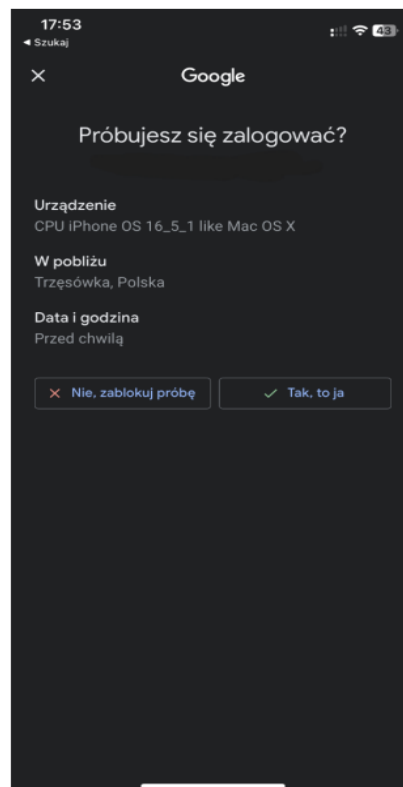 17:53
43
◀ Szukaj
Google
Próbujesz się zalogować?
Urządzenie
CPU iPhone OS 16_5_1 like Mac OS X
W pobliżu
Trzęsówka, Polska
Data i godzina
Przed chwilą
Nie, zablokuj próbę
Tak, to ja